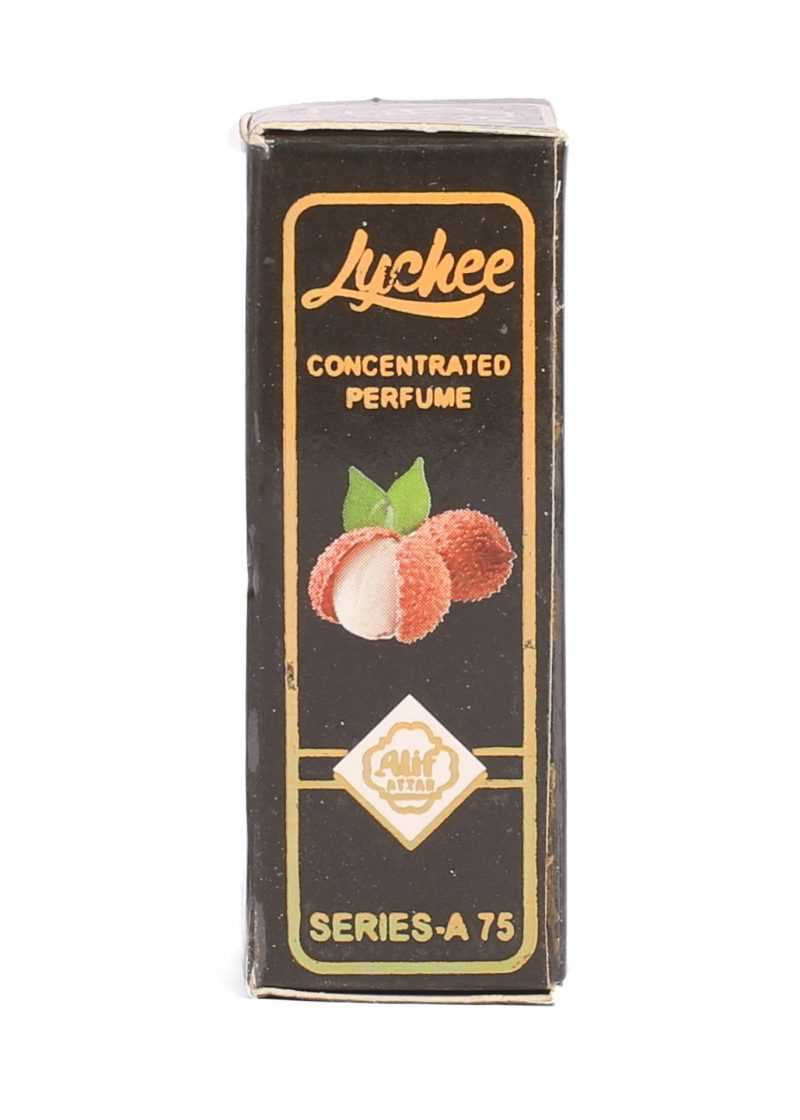 Lychee
CONCENTRATED
PERFUME
Alif
ATTAR
SERIES-A 75